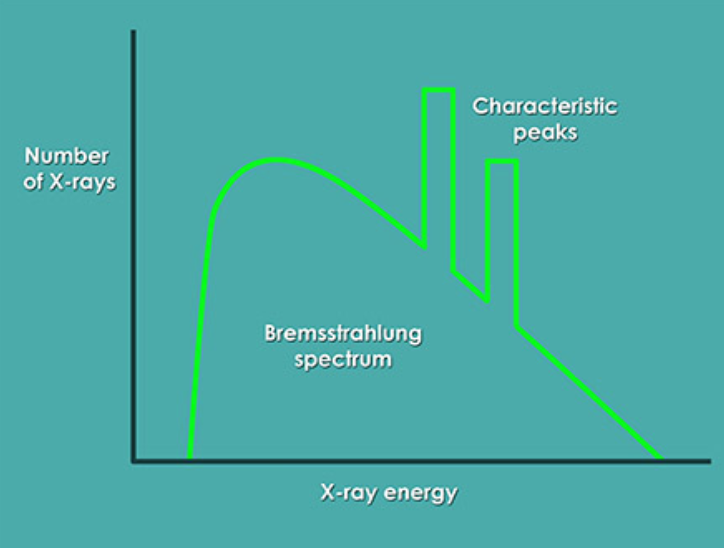 Characteristic
peaks
Number
of X-rays
Bremsstrahlung
spectrum
X-ray energy